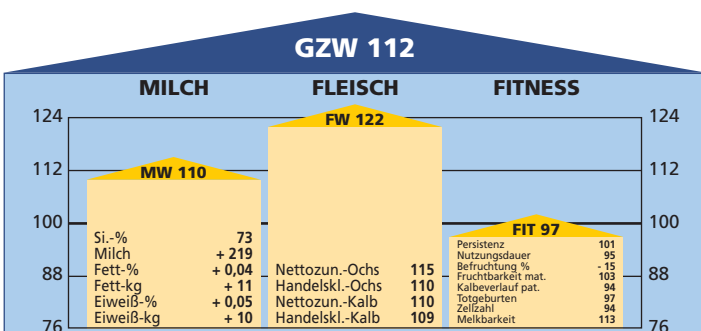 GZW 112
MILCH FLEISCH FITNESS
124 124
FW 122
112 112
MW 110
100 100
FIT 97
Si.-% 73
Milch + 219
Fett-% + 0,04
Fett-kg + 11
Eiweiß-% + 0,05
Eiweiß-kg + 10
Nettozun.-Ochs 115
Handelskl.-Ochs 110
Nettozun.-Kalb 110
Handelskl.-Kalb 109
Persistenz 101
Nutzungsdauer 95
Befruchtung % - 15
Fruchtbarkeit mat. 103
Kalbeverlauf pat. 94
Totgeburten 97
Zellzahl 94
Melkbarkeit 113
88 88
76 76